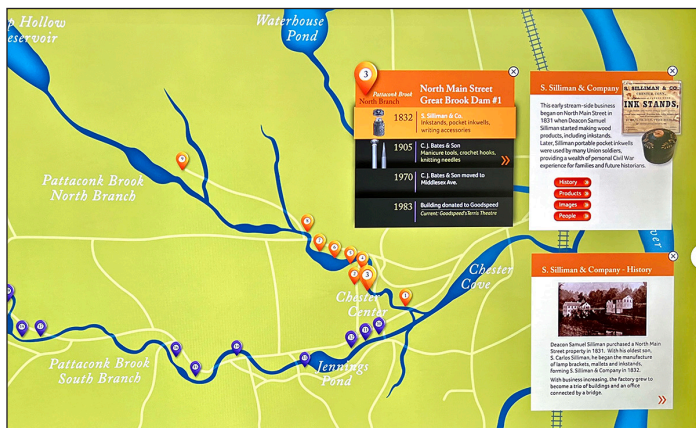 p Hollow
eservoir
Waterhouse
Pond
3
Pattaconk Brook
North Branch
North Main Street
Great Brook Dam #1
1832
S. Silliman & Co.
Inkstands, pocket inkwells,
writing accessories
1905
C. J. Bates & Son
Manicure tools, crochet hooks,
knitting needles
1970
C. J. Bates & Son moved to
Middlesex Ave.
1983
Building donated to Goodspeed
Current: Goodspeed's Terris Theatre
S. Silliman & Company
This early stream-side business
began on North Main Street in
1831 when Deacon Samuel
Silliman started making wood
products, including inkstands.
Later, Silliman portable pocket inkwells
were used by many Union soldiers,
providing a wealth of personal Civil War
experience for families and future historians.
S. SILLIMAN & CO.
INK STANDS,
History
Products
Images
People
Pattaconk Brook
North Branch
Chester
Cove
3
Chester
Center
Pattaconk Brook
South Branch
Jennings
Pond
ver
S. Silliman & Company - History
Deacon Samuel Silliman purchased a North Main
Street property in 1831. With his oldest son,
S. Carlos Silliman, he began the manufacture
of lamp brackets, mallets and inkstands,
forming S. Silliman & Company in 1832.
With business increasing, the factory grew to
become a trio of buildings and an office
connected by a bridge.